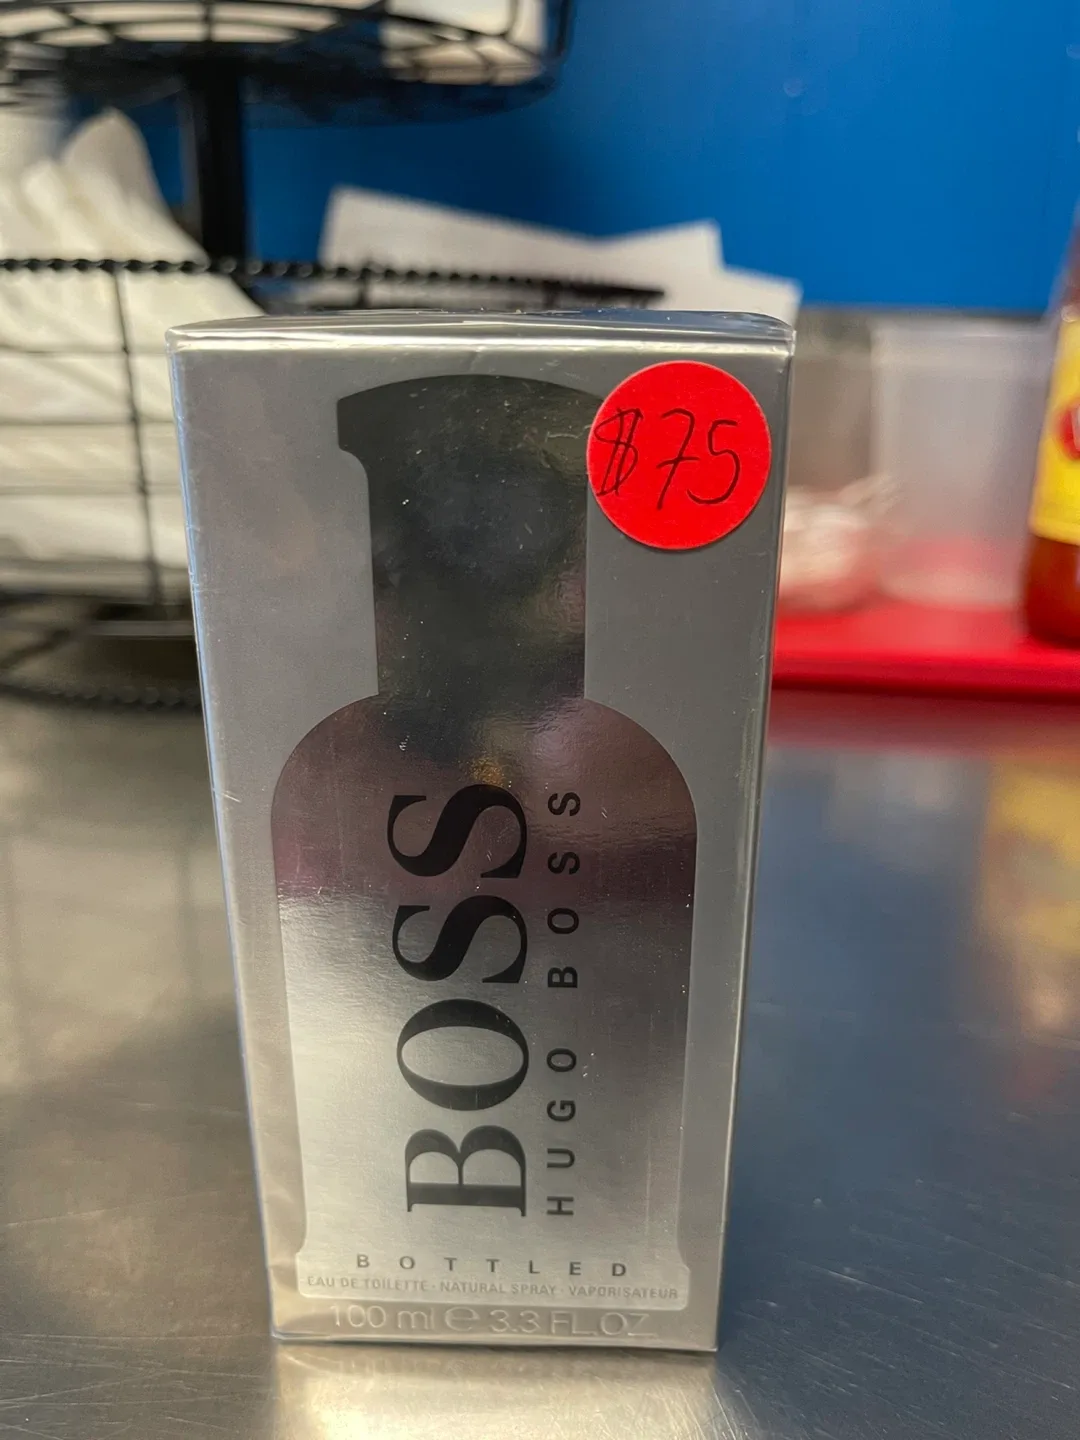 $75
BOSS
HUGO BOSS
BOTTLED
EAU DE TOILETTE · NATURAL SPRAY · VAPORISATEUR
100 ml ℮ 3.3 FL.OZ